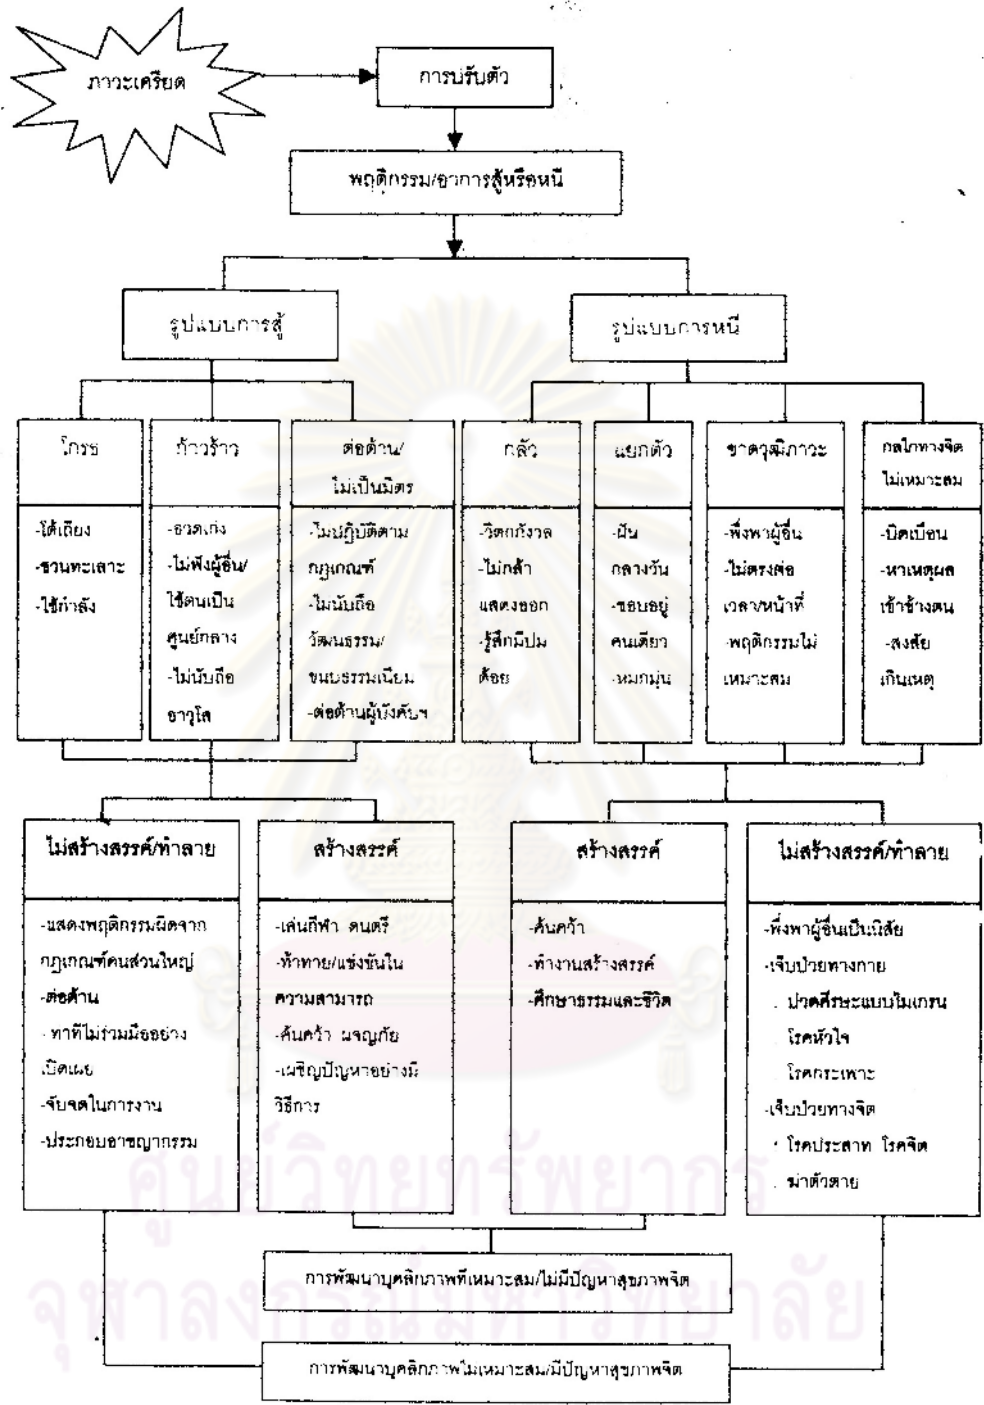 ภาวะเครียด
การปรับตัว
พฤติกรรม/อาการสู้หรือหนี
รูปแบบการสู้
รูปแบบการหนี
โกรธ
-โต้เถียง
-ชวนทะเลาะ
-ใช้กำลัง
ก้าวร้าว
-อวดเก่ง
-ไม่ฟังผู้อื่น/
ใช้ตนเป็น
ศูนย์กลาง
-ไม่นับถือ
อาวุโส
ต่อต้าน/
ไม่เป็นมิตร
-ไม่ปฏิบัติตาม
กฎเกณฑ์
-ไม่นับถือ
วัฒนธรรม/
ขนบธรรมเนียม
-ต่อต้านผู้บังคับฯ
กลัว
-วิตกกังวล
-ไม่กล้า
แสดงออก
-รู้สึกมีปม
ด้อย
แยกตัว
-ฝัน
กลางวัน
-ชอบอยู่
คนเดียว
-หมกมุ่น
ขาดวุฒิภาวะ
-พึ่งพาผู้อื่น
-ไม่ตรงต่อ
เวลา/หน้าที่
-พฤติกรรมไม่
เหมาะสม
กลไกทางจิต
ไม่เหมาะสม
-บิดเบือน
-หาเหตุผล
เข้าข้างตน
-สงสัย
เกินเหตุ
ไม่สร้างสรรค์/ทำลาย
-แสดงพฤติกรรมผิดจาก
กฎเกณฑ์คนส่วนใหญ่
-ต่อต้าน
-ทาทีไม่ร่วมมืออย่าง
เปิดเผย
-จับจดในการงาน
-ประกอบอาชญากรรม
สร้างสรรค์
-เล่นกีฬา ดนตรี
-ท้าทาย/แข่งขันใน
ความสามารถ
-ค้นคว้า ผจญภัย
-เผชิญปัญหาอย่างมี
วิธีการ
สร้างสรรค์
-ค้นคว้า
-ทำงานสร้างสรรค์
-ศึกษาธรรมและชีวิต
ไม่สร้างสรรค์/ทำลาย
-พึ่งพาผู้อื่นเป็นนิสัย
-เจ็บป่วยทางกาย
. ปวดศีรษะแบบไมเกรน
. โรคหัวใจ
. โรคกระเพาะ
-เจ็บป่วยทางจิต
. โรคประสาท โรคจิต
. ฆ่าตัวตาย
การพัฒนาบุคลิกภาพที่เหมาะสม/ไม่มีปัญหาสุขภาพจิต
การพัฒนาบุคลิกภาพไม่เหมาะสม/มีปัญหาสุขภาพจิต
ศูนย์วิทยทรัพยากร
จุฬาลงกรณ์มหาวิทยาลัย